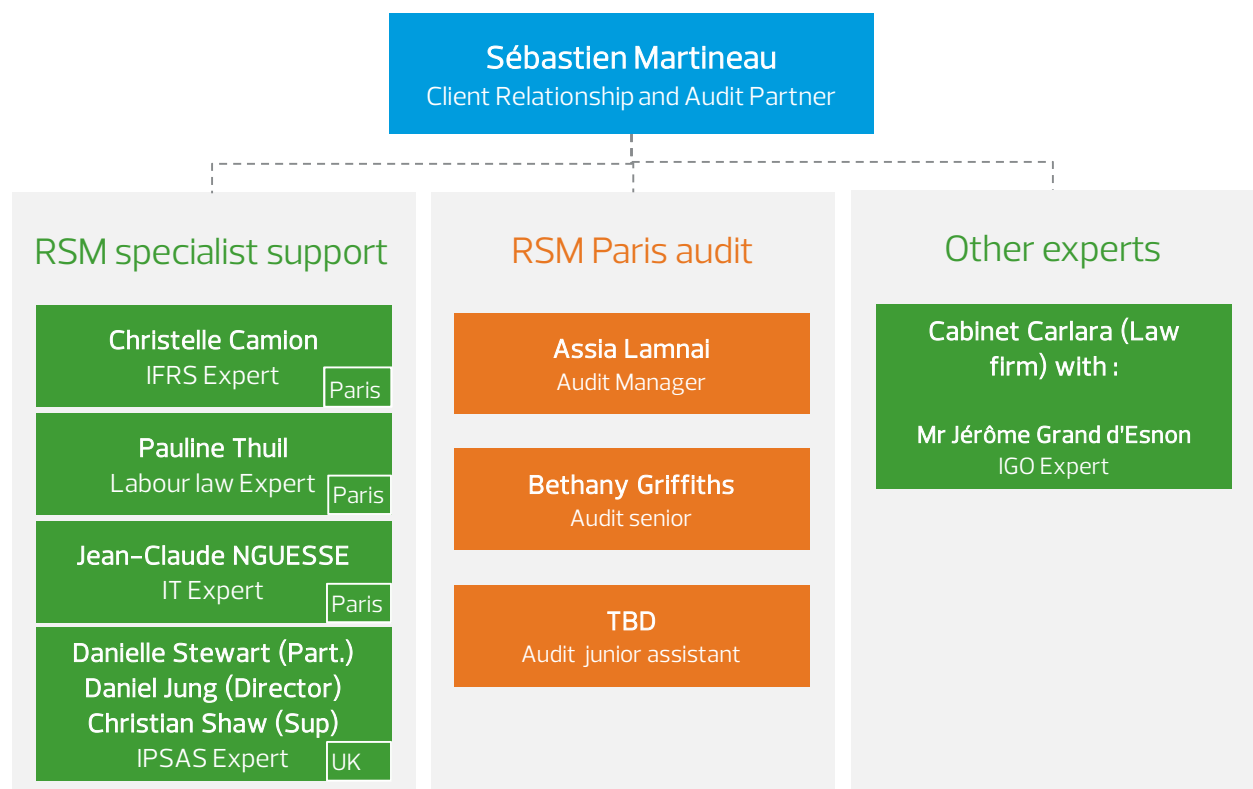 Sébastien Martineau
Client Relationship and Audit Partner
RSM specialist support
Christelle Camion
IFRS Expert
Paris
Pauline Thuil
Labour law Expert
Paris
Jean-Claude NGUESSE
IT Expert
Paris
Danielle Stewart (Part.)
Daniel Jung (Director)
Christian Shaw (Sup)
IPSAS Expert
UK
RSM Paris audit
Assia Lamnai
Audit Manager
Bethany Griffiths
Audit senior
TBD
Audit junior assistant
Other experts
Cabinet Carlara (Law
firm) with :
Mr Jérôme Grand d'Esnon
IGO Expert